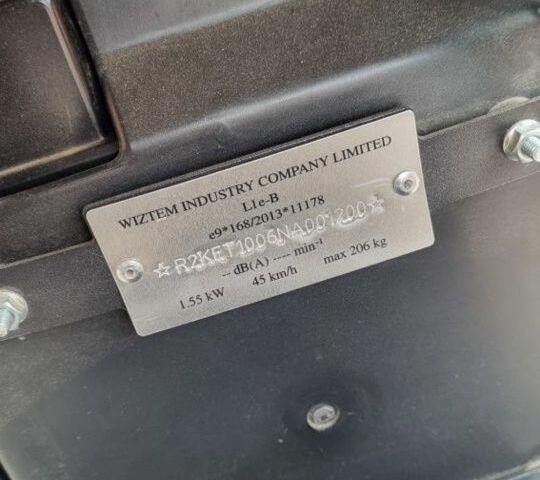 WIZTEM INDUSTRY COMPANY LIMITED
L1e-B
e9*168/2013*11178
☆R2KET1006NA001200☆
-- dB(A) ---- min⁻¹
1.55 kW 45 km/h max 206 kg